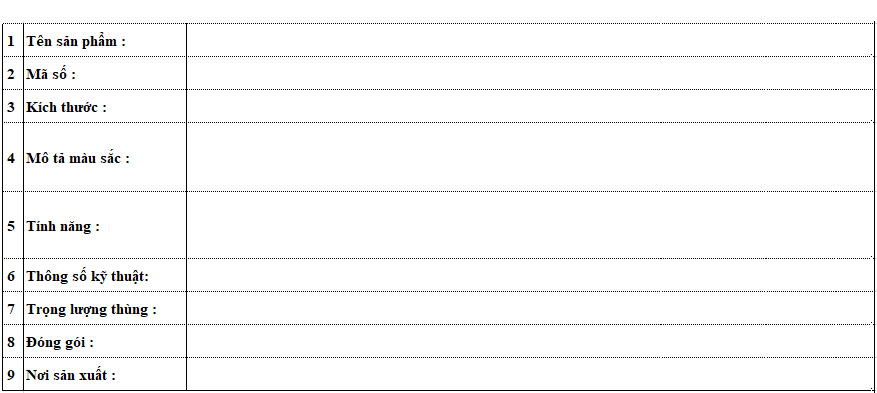 1 Tên sản phẩm :
2 Mã số :
3 Kích thước :
4 Mô tả màu sắc :
5 Tính năng :
6 Thông số kỹ thuật:
7 Trọng lượng thùng :
8 Đóng gói :
9 Nơi sản xuất :